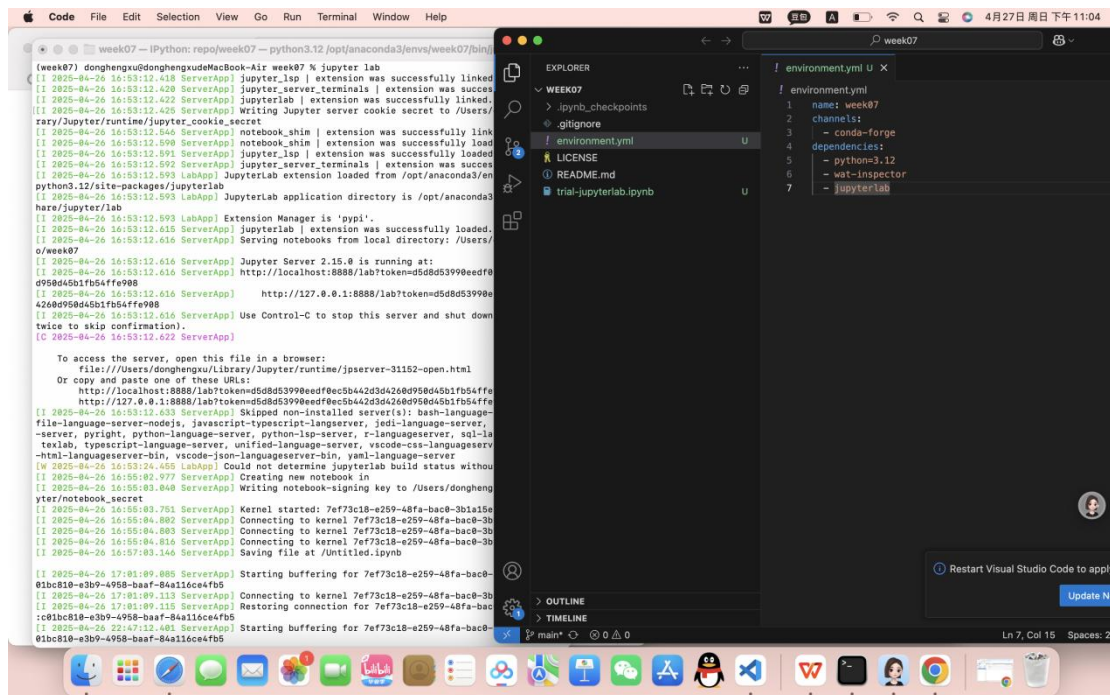 Code File Edit Selection View Go Run Terminal Window Help
4月27日 周日 下午11:04
week07 — IPython: repo/week07 — python3.12 /opt/anaconda3/envs/week07/bin/j
(week07) donghengxu@donghengxudeMacBook-Air week07 % jupyter lab
[I 2025-04-26 16:53:12.418 ServerApp] jupyter_lsp | extension was successfully linked
[I 2025-04-26 16:53:12.420 ServerApp] jupyter_server_terminals | extension was succes
[I 2025-04-26 16:53:12.422 ServerApp] jupyterlab | extension was successfully linked.
[I 2025-04-26 16:53:12.425 ServerApp] Writing Jupyter server cookie secret to /Users/
rary/Jupyter/runtime/jupyter_cookie_secret
[I 2025-04-26 16:53:12.546 ServerApp] notebook_shim | extension was successfully link
[I 2025-04-26 16:53:12.590 ServerApp] notebook_shim | extension was successfully load
[I 2025-04-26 16:53:12.591 ServerApp] jupyter_lsp | extension was successfully loaded
[I 2025-04-26 16:53:12.592 ServerApp] jupyter_server_terminals | extension was succes
[I 2025-04-26 16:53:12.593 LabApp] JupyterLab extension loaded from /opt/anaconda3/en
python3.12/site-packages/jupyterlab
[I 2025-04-26 16:53:12.593 LabApp] JupyterLab application directory is /opt/anaconda3
hare/jupyter/lab
[I 2025-04-26 16:53:12.593 LabApp] Extension Manager is 'pypi'.
[I 2025-04-26 16:53:12.615 ServerApp] jupyterlab | extension was successfully loaded.
[I 2025-04-26 16:53:12.616 ServerApp] Serving notebooks from local directory: /Users/
o/week07
[I 2025-04-26 16:53:12.616 ServerApp] Jupyter Server 2.15.0 is running at:
[I 2025-04-26 16:53:12.616 ServerApp] http://localhost:8888/lab?token=d5d8d53990eedf0
d950d45b1fb54ffe908
[I 2025-04-26 16:53:12.616 ServerApp]     http://127.0.0.1:8888/lab?token=d5d8d53990e
4260d950d45b1fb54ffe908
[I 2025-04-26 16:53:12.616 ServerApp] Use Control-C to stop this server and shut down
twice to skip confirmation).
[C 2025-04-26 16:53:12.622 ServerApp]
To access the server, open this file in a browser:
file:///Users/donghengxu/Library/Jupyter/runtime/jpserver-31152-open.html
Or copy and paste one of these URLs:
http://localhost:8888/lab?token=d5d8d53990eedf0ec5b442d3d4260d950d45b1fb54ffe
http://127.0.0.1:8888/lab?token=d5d8d53990eedf0ec5b442d3d4260d950d45b1fb54ffe
[I 2025-04-26 16:53:12.633 ServerApp] Skipped non-installed server(s): bash-language-
file-language-server-nodejs, javascript-typescript-langserver, jedi-language-server,
-server, pyright, python-language-server, python-lsp-server, r-languageserver, sql-la
texlab, typescript-language-server, unified-language-server, vscode-css-languageserv
-html-languageserver-bin, vscode-json-languageserver-bin, yaml-language-server
[W 2025-04-26 16:53:24.455 LabApp] Could not determine jupyterlab build status withou
[I 2025-04-26 16:55:02.977 ServerApp] Creating new notebook in
[I 2025-04-26 16:55:03.040 ServerApp] Writing notebook-signing key to /Users/dongheng
yter/notebook_secret
[I 2025-04-26 16:55:03.751 ServerApp] Kernel started: 7ef73c18-e259-48fa-bac0-3b1a15e
[I 2025-04-26 16:55:04.802 ServerApp] Connecting to kernel 7ef73c18-e259-48fa-bac0-3b
[I 2025-04-26 16:55:04.803 ServerApp] Connecting to kernel 7ef73c18-e259-48fa-bac0-3b
[I 2025-04-26 16:55:04.816 ServerApp] Connecting to kernel 7ef73c18-e259-48fa-bac0-3b
[I 2025-04-26 16:57:03.146 ServerApp] Saving file at /Untitled.ipynb
[I 2025-04-26 17:01:09.085 ServerApp] Starting buffering for 7ef73c18-e259-48fa-bac0-
01bc810-e3b9-4958-baaf-84a116ce4fb5
[I 2025-04-26 17:01:09.113 ServerApp] Connecting to kernel 7ef73c18-e259-48fa-bac0-3b
[I 2025-04-26 17:01:09.115 ServerApp] Restoring connection for 7ef73c18-e259-48fa-bac
:c01bc810-e3b9-4958-baaf-84a116ce4fb5
[I 2025-04-26 22:47:12.401 ServerApp] Starting buffering for 7ef73c18-e259-48fa-bac0-
01bc810-e3b9-4958-baaf-84a116ce4fb5
week07
EXPLORER
WEEK07
.ipynb_checkpoints
.gitignore
environment.yml U
LICENSE
README.md
trial-jupyterlab.ipynb U
OUTLINE
TIMELINE
environment.yml U
environment.yml
1 name: week07
2 channels:
3   - conda-forge
4 dependencies:
5   - python=3.12
6   - wat-inspector
7   - jupyterlab
Restart Visual Studio Code to apply
Update N
main* 0 0
Ln 7, Col 15 Spaces: 2